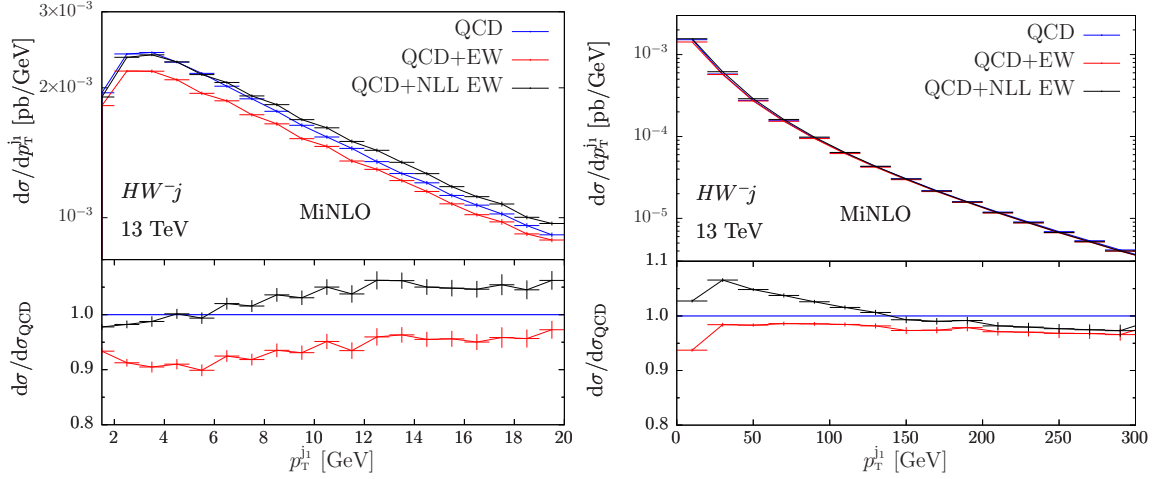 3×10⁻³
2×10⁻³
10⁻³
dσ/dp_T^{j₁} [pb/GeV]
QCD
QCD+EW
QCD+NLL EW
HW⁻j
13 TeV
MiNLO
dσ/dσ_QCD
1.0
0.9
0.8
2 4 6 8 10 12 14 16 18 20
p_T^{j₁} [GeV]
10⁻³
10⁻⁴
10⁻⁵
dσ/dp_T^{j₁} [pb/GeV]
QCD
QCD+EW
QCD+NLL EW
HW⁻j
13 TeV
MiNLO
dσ/dσ_QCD
1.1
1.0
0.9
0.8
0 50 100 150 200 250 300
p_T^{j₁} [GeV]